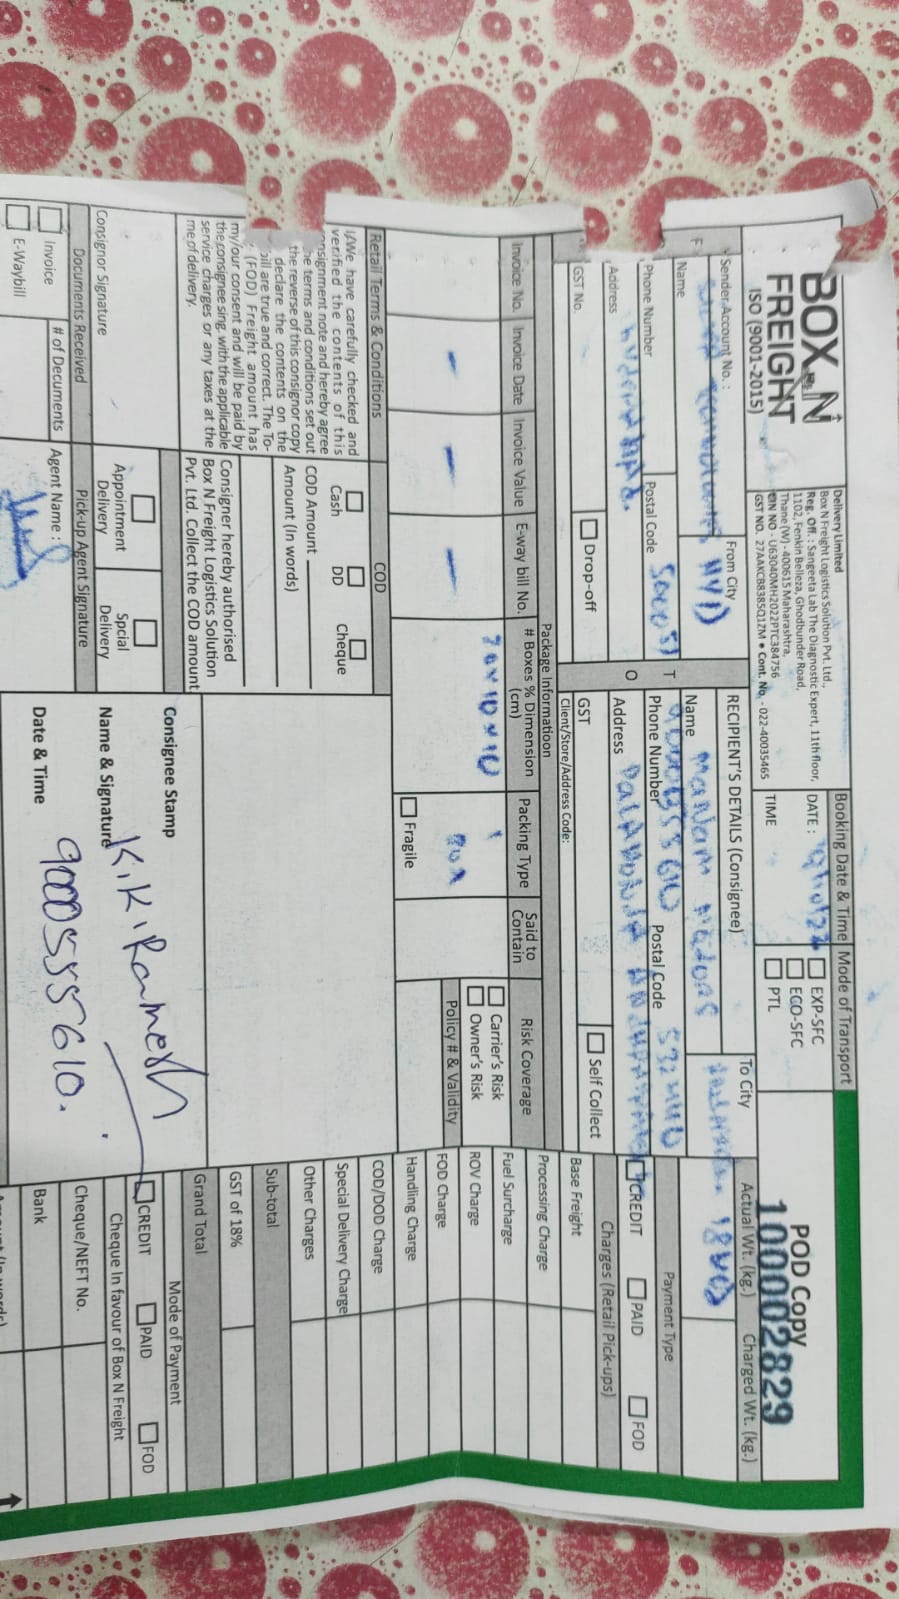 BOX N
FREIGHT
ISO (9001-2015)
Delivery Limited
Box N Freight Logistics Solution Pvt. Ltd.,
Reg. Off. : Sangeeta Lab The Diagnostic Expert, 11th floor,
1102, Fenkin Belleza, Ghodbunder Road,
Thane (W) - 400615 Maharashtra,
CIN NO - U63040MH2022PTC384756
GST NO. 27AAKCB8385Q1ZM • Cont. No. - 022-40035465
Booking Date & Time
DATE :
TIME
Mode of Transport
EXP-SFC
ECO-SFC
PTL
POD Copy
100002829
Sender Account No. :
From City
HYD
Name
Phone Number
Postal Code 500051
Address
GST No.
Drop-off
F
T
O
RECIPIENT'S DETAILS (Consignee)
To City
Name MANAM MOTORS
Phone Number
Postal Code 532440
Address
GST
Self Collect
Client/Store/Address Code:
Actual Wt. (kg.)
Charged Wt. (kg.)
Payment Type
CREDIT PAID FOD
Charges (Retail Pick-ups)
Base Freight
Processing Charge
Fuel Surcharge
ROV Charge
FOD Charge
Handling Charge
COD/DOD Charge
Special Delivery Charge
Other Charges
Sub-total
GST of 18%
Grand Total
Mode of Payment
CREDIT PAID FOD
Cheque In favour of Box N Freight
Cheque/NEFT No.
Bank
Amount (In words)
Package Informatioon
Invoice No. Invoice Date Invoice Value E-way bill No. # Boxes % Dimension (cm) Packing Type Said to Contain Risk Coverage
1
BOX
Fragile
Carrier's Risk
Owner's Risk
Policy # & Validity
Retail Terms & Conditions
I/We have carefully checked and
verified the contents of this
consignment note and hereby agree
the terms and conditions set out
the reverse of this consignor copy
declare the contents on the
bill are true and correct. The To-
(FOD) Freight amount has
my/our consent and will be paid by
the consignee sing. with the applicable
service charges or any taxes at the
me of delivery.
Consignor Signature
COD
Cash DD Cheque
COD Amount
Amount (In words)
Consigner hereby authorised
Box N Freight Logistics Solution
Pvt. Ltd. Collect the COD amount
Appointment Delivery
Spcial Delivery
Documents Received
# of Documents
Invoice
E-Waybill
Pick-up Agent Signature
Agent Name :
Consignee Stamp
Name & Signature K.K.Ramesh
Date & Time 9000555610.